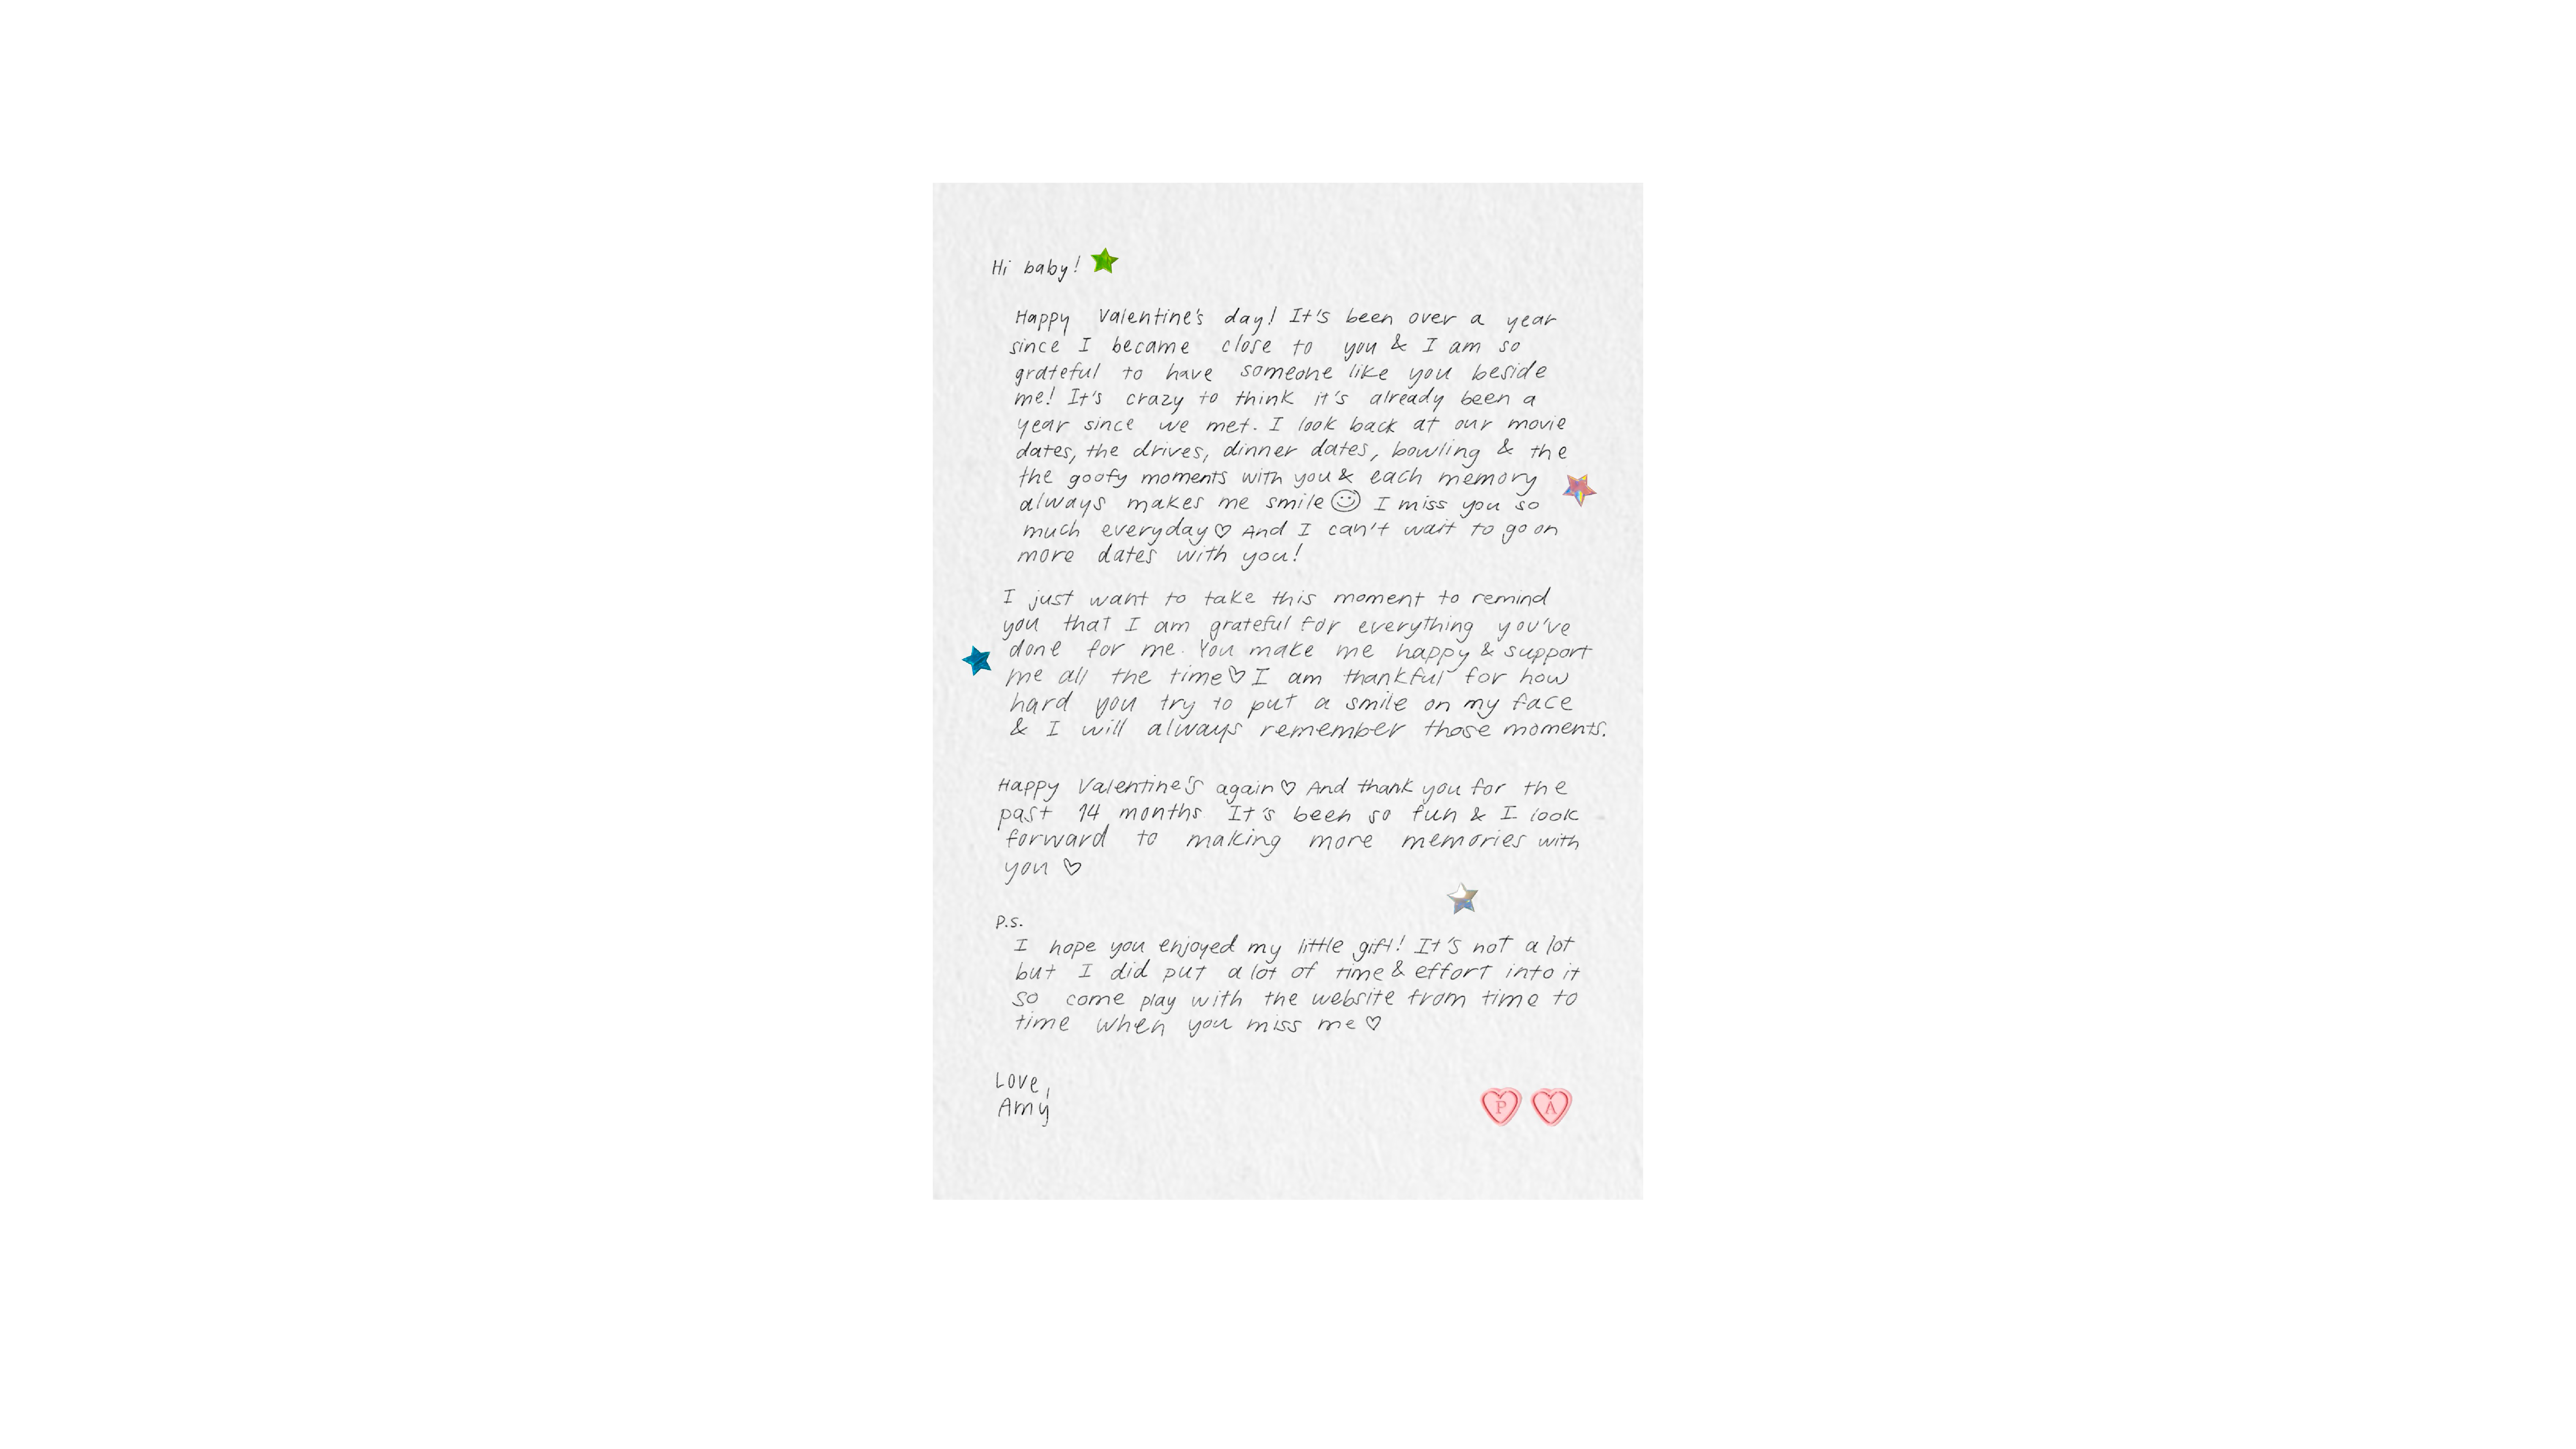 Hi baby!
Happy Valentine's day! It's been over a year
since I became close to you & I am so
grateful to have someone like you beside
me! It's crazy to think it's already been a
year since we met. I look back at our movie
dates, the drives, dinner dates, bowling & the
the goofy moments with you & each memory
always makes me smile☺ I miss you so
much everyday♡ And I can't wait to go on
more dates with you!
I just want to take this moment to remind
you that I am grateful for everything you've
done for me. You make me happy & support
me all the time♡ I am thankful for how
hard you try to put a smile on my face
& I will always remember those moments.
Happy Valentine's again♡ And thank you for the
past 14 months It's been so fun & I look
forward to making more memories with
you ♡
P.S.
I hope you enjoyed my little gift! It's not a lot
but I did put a lot of time & effort into it
so come play with the website from time to
time when you miss me♡
Love,
Amy
P A